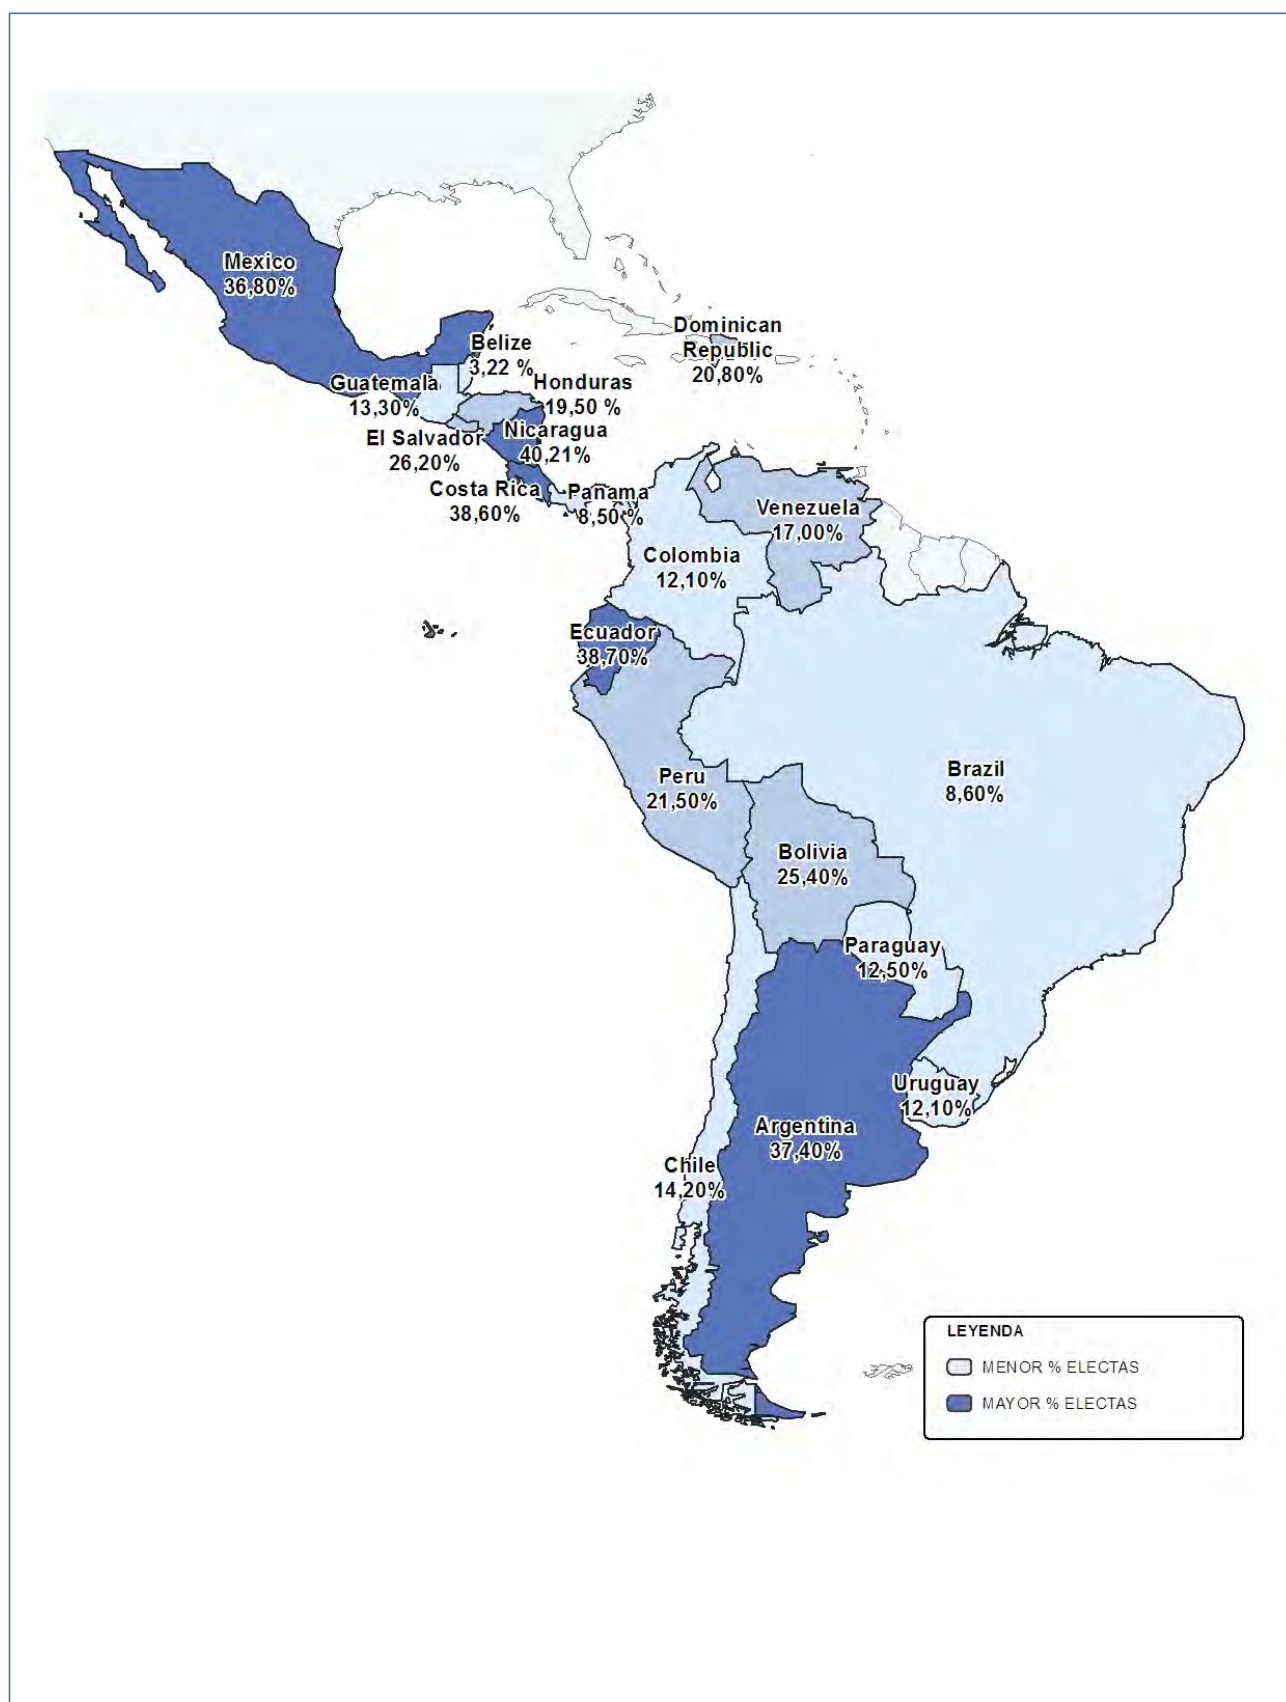 Mexico
36,80%
Belize
3,22 %
Dominican
Republic
20,80%
Guatemala
13,30%
Honduras
19,50 %
El Salvador
26,20%
Nicaragua
40,21%
Costa Rica
38,60%
Panama
8,50 %
Venezuela
17,00%
Colombia
12,10%
Ecuador
38,70%
Peru
21,50%
Brazil
8,60%
Bolivia
25,40%
Paraguay
12,50%
Uruguay
12,10%
Argentina
37,40%
Chile
14,20%
LEYENDA
MENOR % ELECTAS
MAYOR % ELECTAS